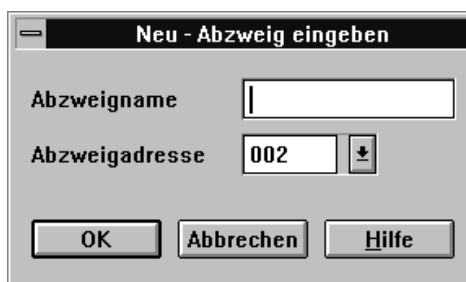 Neu - Abzweig eingeben
Abzweigname
Abzweigadresse 002
OK Abbrechen Hilfe